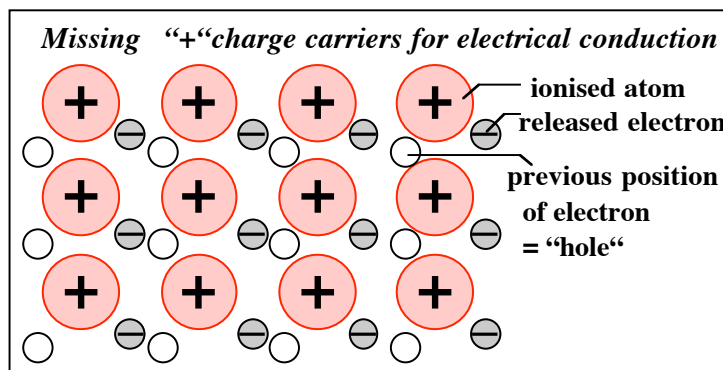 Missing “+“charge carriers for electrical conduction
ionised atom
released electron
previous position
of electron
= “hole“
+ + + +
− − − −
+ + + +
− − − −
+ + + +
− − − −